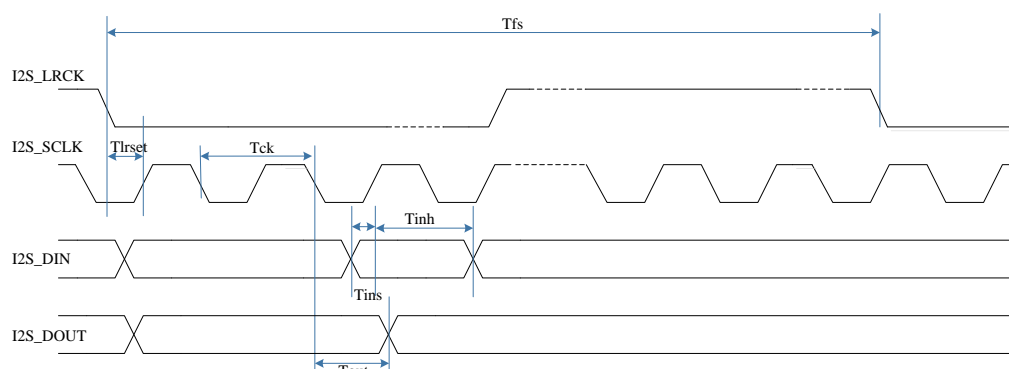 Tfs
I2S_LRCK
Tlrset
Tck
I2S_SCLK
Tinh
I2S_DIN
Tins
I2S_DOUT